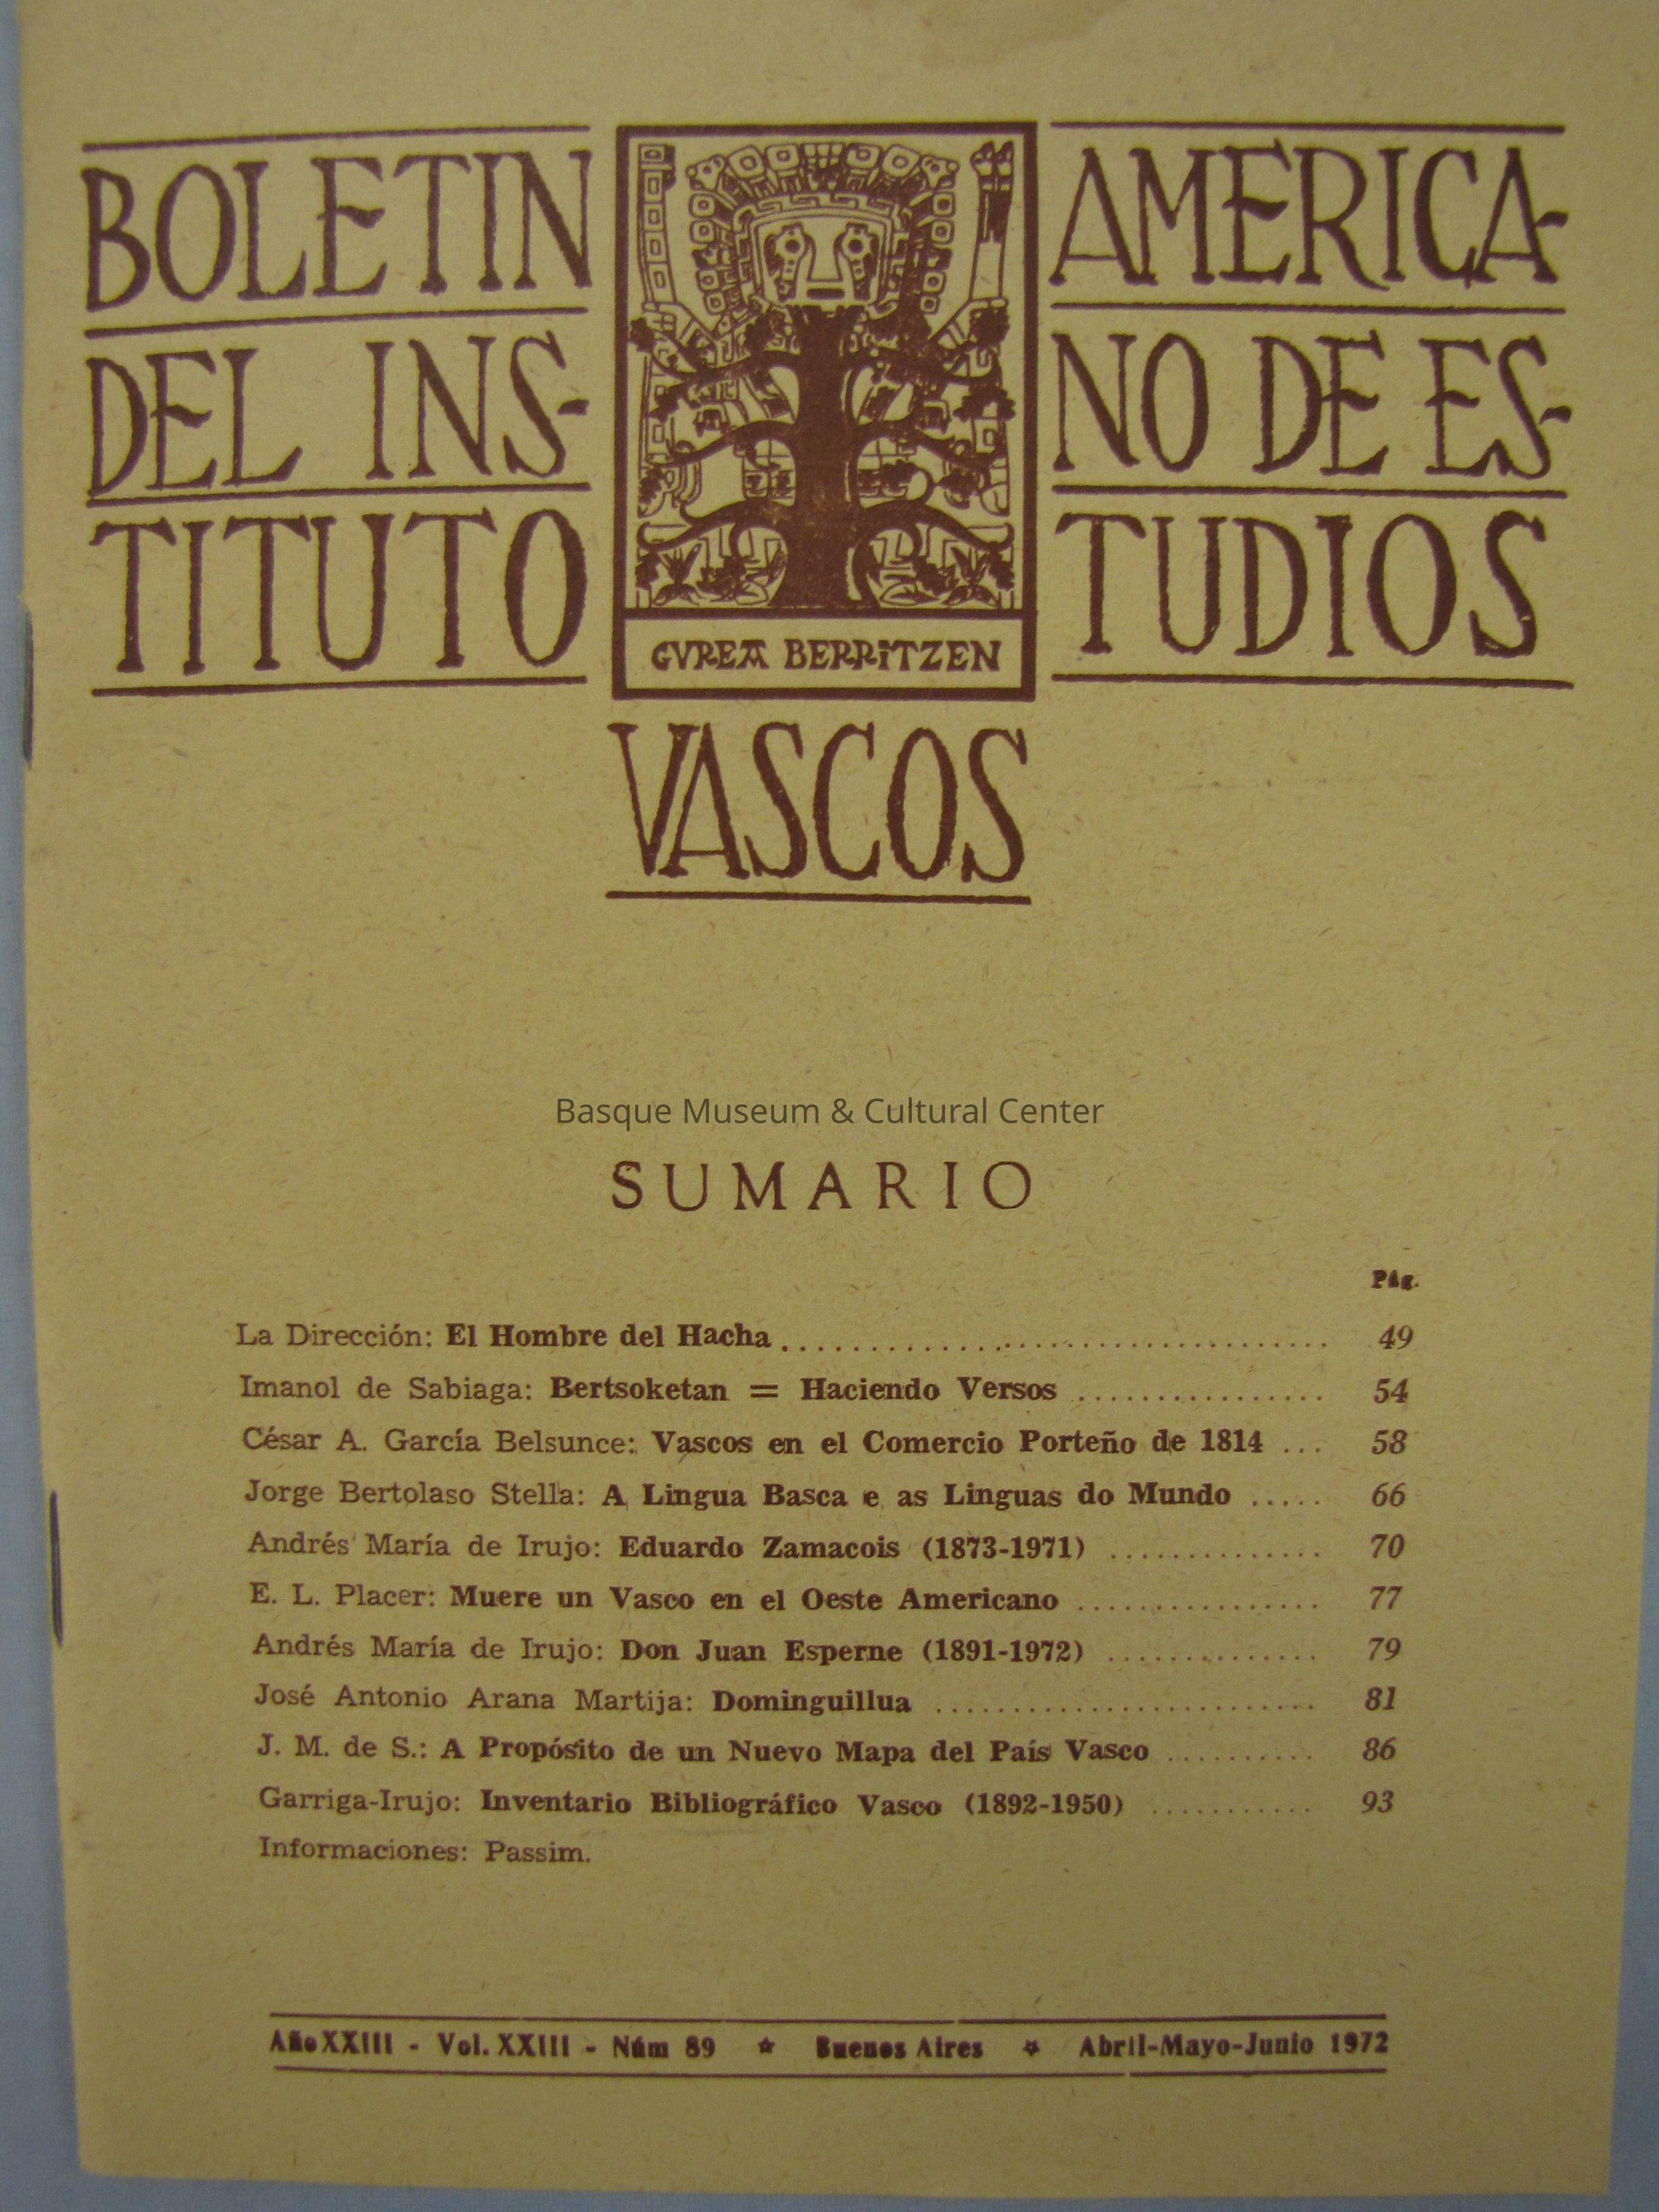 BOLETIN
DEL INS-
TITUTO
AMERICA-
NO DE ES-
TUDIOS
GVREA BERRITZEN
VASCOS
Basque Museum & Cultural Center
SUMARIO
Pág.
La Dirección: El Hombre del Hacha ........................................ 49
Imanol de Sabiaga: Bertsoketan = Haciendo Versos ................ 54
César A. García Belsunce: Vascos en el Comercio Porteño de 1814 ... 58
Jorge Bertolaso Stella: A Lingua Basca e as Linguas do Mundo ..... 66
Andrés María de Irujo: Eduardo Zamacois (1873-1971) .............. 70
E. L. Placer: Muere un Vasco en el Oeste Americano ................ 77
Andrés María de Irujo: Don Juan Esperne (1891-1972) .............. 79
José Antonio Arana Martija: Dominguillua ......................... 81
J. M. de S.: A Propósito de un Nuevo Mapa del País Vasco .......... 86
Garriga-Irujo: Inventario Bibliográfico Vasco (1892-1950) ........... 93
Informaciones: Passim.
Año XXIII - Vol. XXIII - Núm 89 ☆ Buenos Aires ☆ Abril-Mayo-Junio 1972